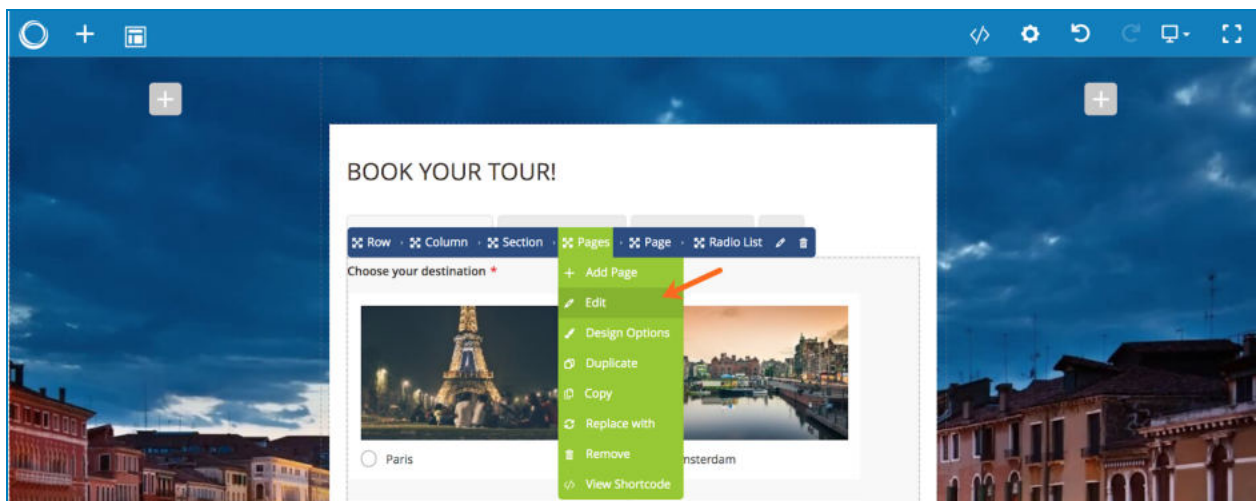 BOOK YOUR TOUR!
Row Column Section Pages Page Radio List
Choose your destination *
Add Page
Edit
Design Options
Duplicate
Copy
Replace with
Remove
Paris
nsterdam
View Shortcode